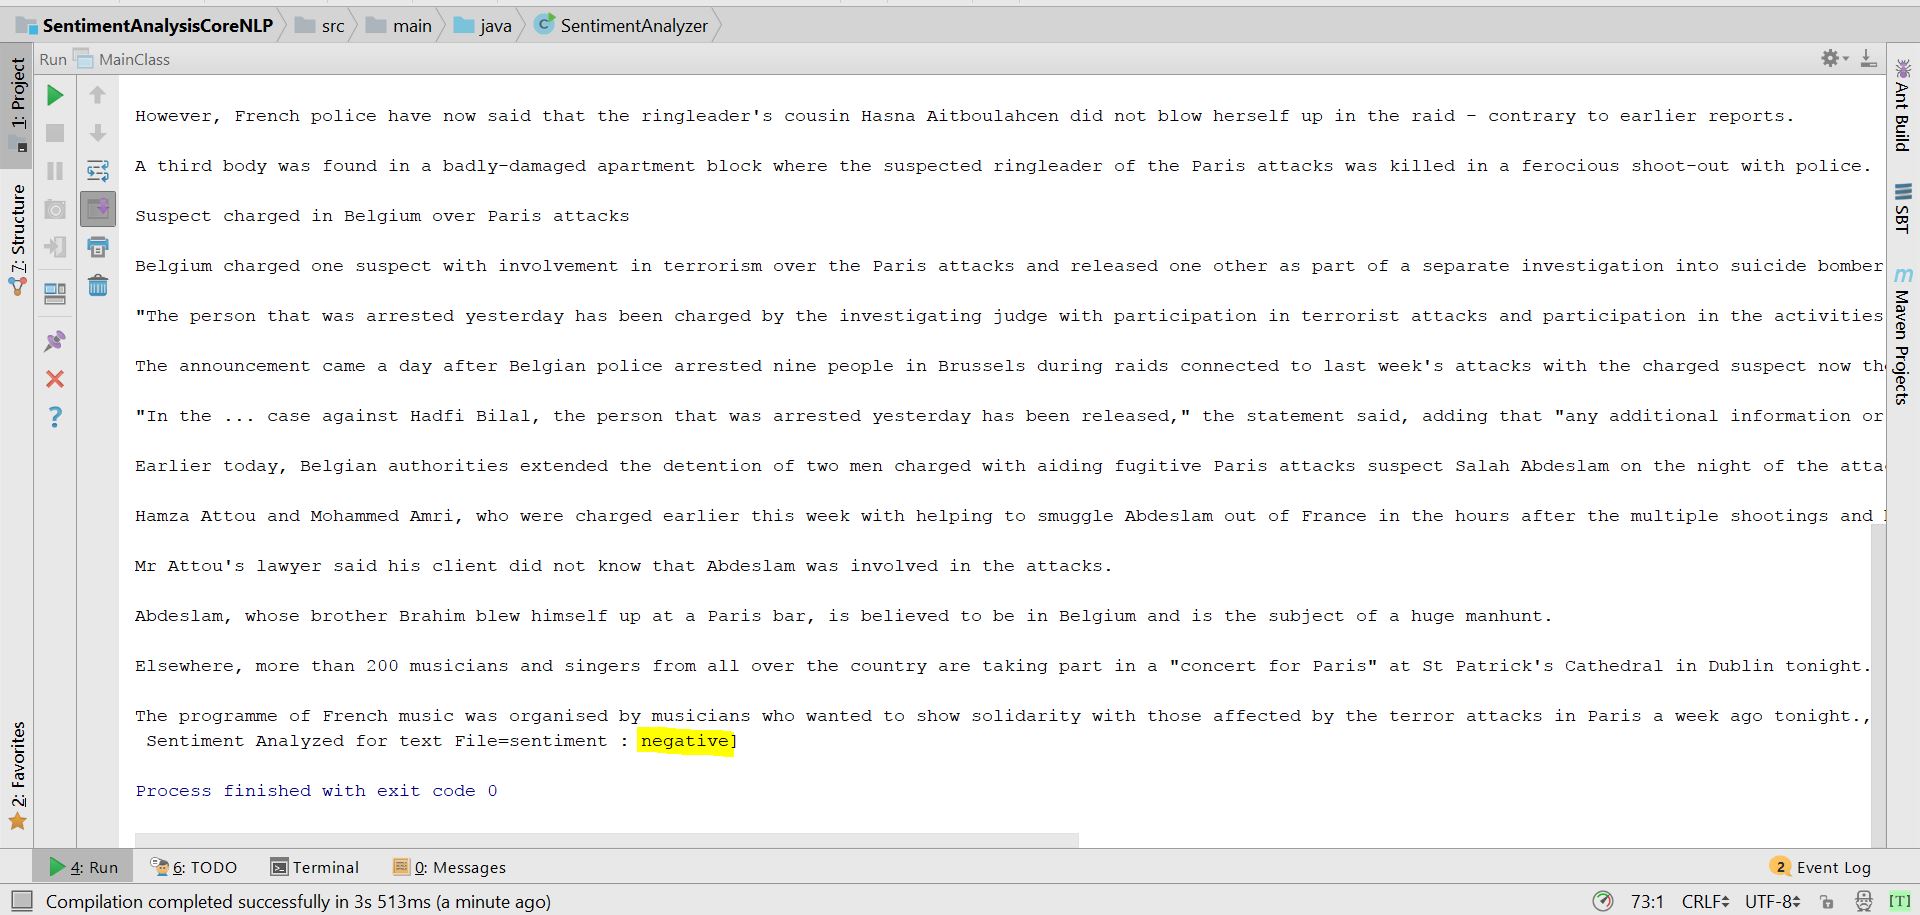 SentimentAnalysisCoreNLP src main java SentimentAnalyzer
Run MainClass
1: Project
7: Structure
2: Favorites
However, French police have now said that the ringleader's cousin Hasna Aitboulahcen did not blow herself up in the raid - contrary to earlier reports.
A third body was found in a badly-damaged apartment block where the suspected ringleader of the Paris attacks was killed in a ferocious shoot-out with police.
Suspect charged in Belgium over Paris attacks
Belgium charged one suspect with involvement in terrorism over the Paris attacks and released one other as part of a separate investigation into suicide bomber
"The person that was arrested yesterday has been charged by the investigating judge with participation in terrorist attacks and participation in the activities
The announcement came a day after Belgian police arrested nine people in Brussels during raids connected to last week's attacks with the charged suspect now th
"In the ... case against Hadfi Bilal, the person that was arrested yesterday has been released," the statement said, adding that "any additional information or
Earlier today, Belgian authorities extended the detention of two men charged with aiding fugitive Paris attacks suspect Salah Abdeslam on the night of the atta
Hamza Attou and Mohammed Amri, who were charged earlier this week with helping to smuggle Abdeslam out of France in the hours after the multiple shootings and
Mr Attou's lawyer said his client did not know that Abdeslam was involved in the attacks.
Abdeslam, whose brother Brahim blew himself up at a Paris bar, is believed to be in Belgium and is the subject of a huge manhunt.
Elsewhere, more than 200 musicians and singers from all over the country are taking part in a "concert for Paris" at St Patrick's Cathedral in Dublin tonight.
The programme of French music was organised by musicians who wanted to show solidarity with those affected by the terror attacks in Paris a week ago tonight.,
Sentiment Analyzed for text File=sentiment : negative]
Process finished with exit code 0
Ant Build
SBT
Maven Projects
4: Run 6: TODO Terminal 0: Messages 2 Event Log
Compilation completed successfully in 3s 513ms (a minute ago) 73:1 CRLF UTF-8 [T]